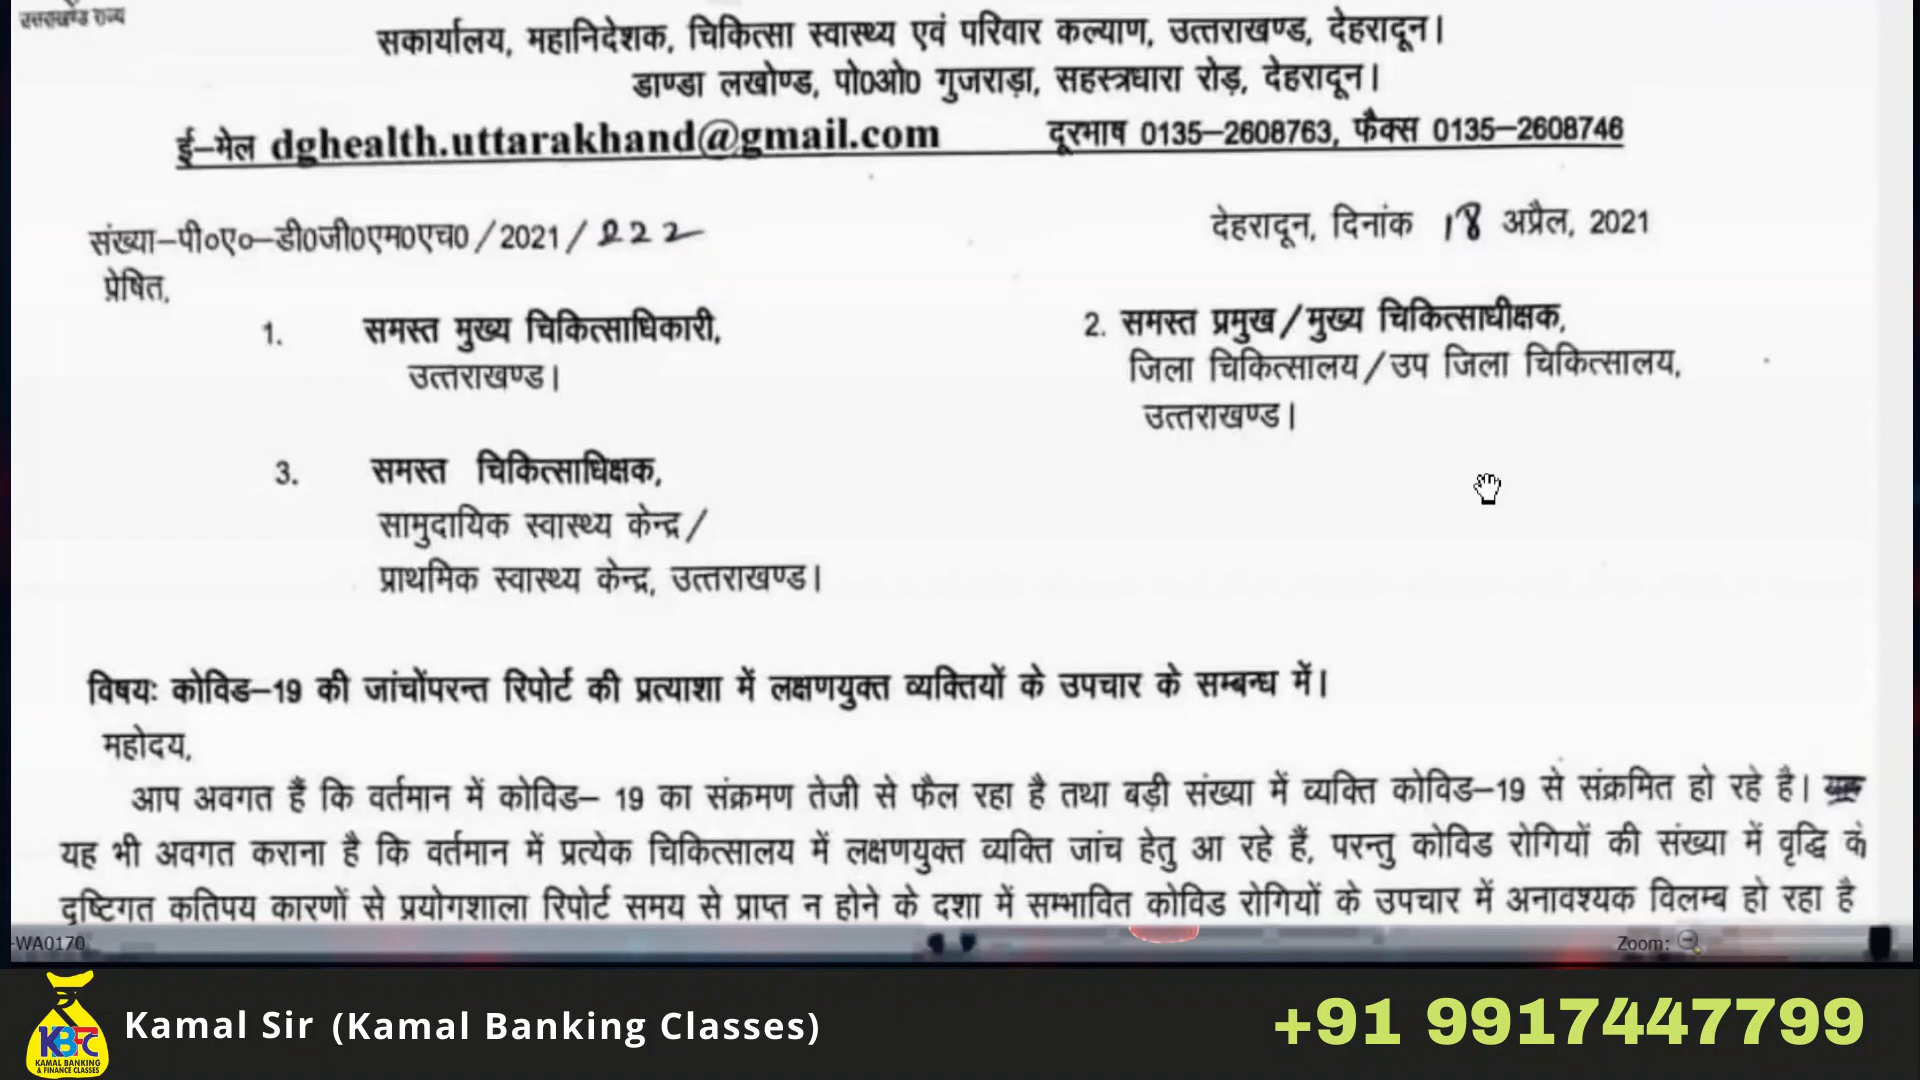 उत्तराखण्ड राज्य
सकार्यालय, महानिदेशक, चिकित्सा स्वास्थ्य एवं परिवार कल्याण, उत्तराखण्ड, देहरादून।
डाण्डा लखोण्ड, पो0ओ0 गुजराड़ा, सहस्त्रधारा रोड़, देहरादून।
ई–मेल dghealth.uttarakhand@gmail.com दूरभाष 0135–2608763, फैक्स 0135–2608746
संख्या–पी०ए०–डी0जी0एम0एच0/2021/222 देहरादून, दिनांक 18 अप्रैल, 2021
प्रेषित,
1. समस्त मुख्य चिकित्साधिकारी,
उत्तराखण्ड।
2. समस्त प्रमुख/मुख्य चिकित्साधीक्षक,
जिला चिकित्सालय/उप जिला चिकित्सालय,
उत्तराखण्ड।
3. समस्त चिकित्साधिक्षक,
सामुदायिक स्वास्थ्य केन्द्र/
प्राथमिक स्वास्थ्य केन्द्र, उत्तराखण्ड।
विषयः कोविड–19 की जांचोंपरन्त रिपोर्ट की प्रत्याशा में लक्षणयुक्त व्यक्तियों के उपचार के सम्बन्ध में।
महोदय,
आप अवगत हैं कि वर्तमान में कोविड– 19 का संक्रमण तेजी से फैल रहा है तथा बड़ी संख्या में व्यक्ति कोविड–19 से संक्रमित हो रहे है।
यह भी अवगत कराना है कि वर्तमान में प्रत्येक चिकित्सालय में लक्षणयुक्त व्यक्ति जांच हेतु आ रहे हैं, परन्तु कोविड रोगियों की संख्या में वृद्धि के
दृष्टिगत कतिपय कारणों से प्रयोगशाला रिपोर्ट समय से प्राप्त न होने के दशा में सम्भावित कोविड रोगियों के उपचार में अनावश्यक विलम्ब हो रहा है
-WA0170 Zoom:
KBFC
KAMAL BANKING
& FINANCE CLASSES
Kamal Sir (Kamal Banking Classes) +91 9917447799